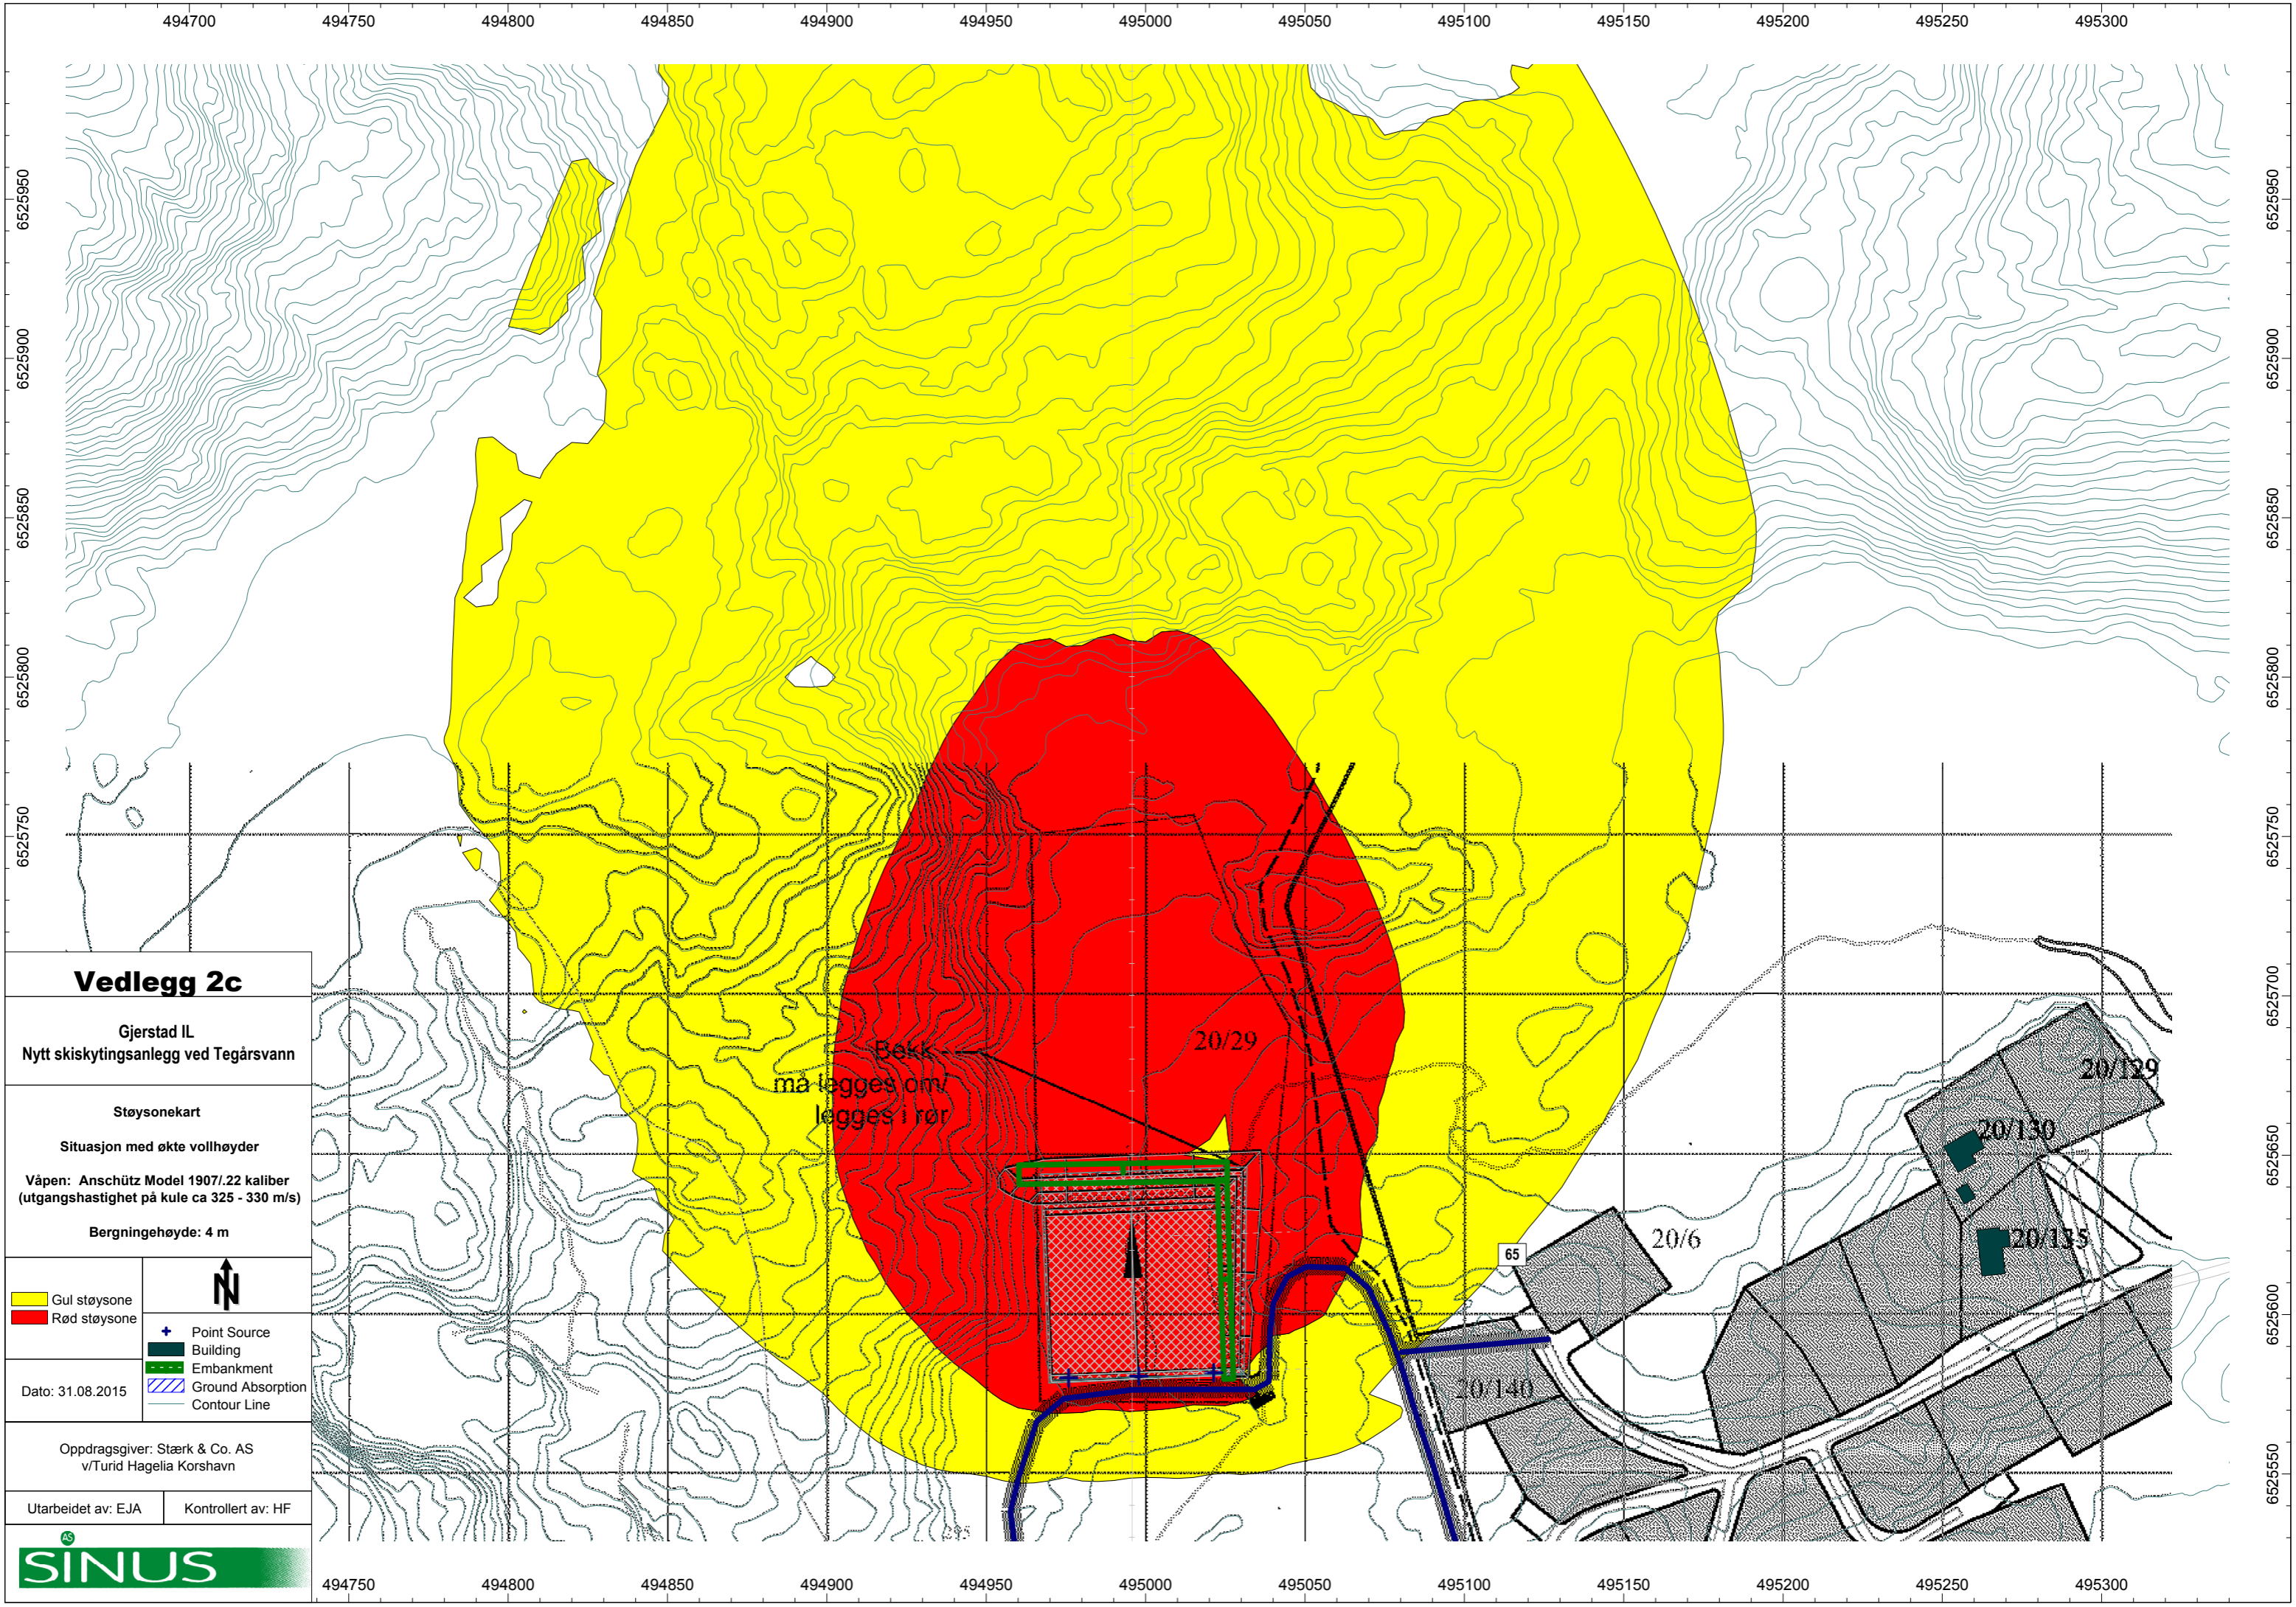 494700 494750 494800 494850 494900 494950 495000 495050 495100 495150 495200 495250 495300
6525950
6525900
6525850
6525800
6525750
6525950
6525900
6525850
6525800
6525750
6525700
6525650
6525600
6525550
Bekk
må legges om/
legges i rør
20/29
20/129
20/130
20/135
20/6
65
20/140
Vedlegg 2c
Gjerstad IL
Nytt skiskytingsanlegg ved Tegårsvann
Støysonekart
Situasjon med økte vollhøyder
Våpen: Anschütz Model 1907/.22 kaliber
(utgangshastighet på kule ca 325 - 330 m/s)
Bergningehøyde: 4 m
Gul støysone
Rød støysone
N
Point Source
Building
Embankment
Ground Absorption
Contour Line
Dato: 31.08.2015
Oppdragsgiver: Stærk & Co. AS
v/Turid Hagelia Korshavn
Utarbeidet av: EJA
Kontrollert av: HF
AS
SINUS
494750 494800 494850 494900 494950 495000 495050 495100 495150 495200 495250 495300